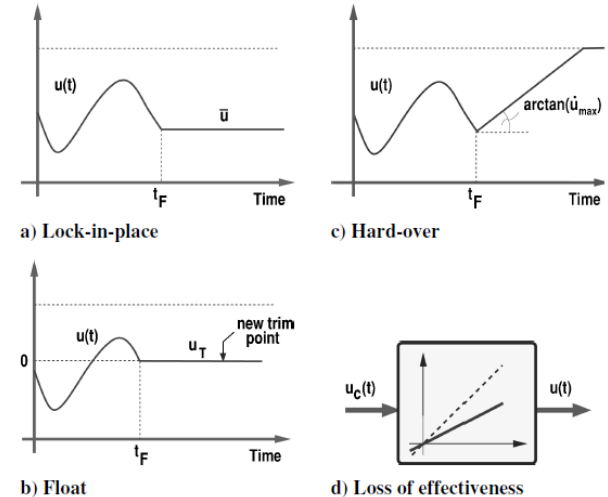 u(t)
ū
t_F
Time
a) Lock-in-place
u(t)
arctan(u̇_max)
t_F
Time
c) Hard-over
u(t)
0
u_T
new trim
point
t_F
Time
b) Float
u_c(t)
u(t)
d) Loss of effectiveness